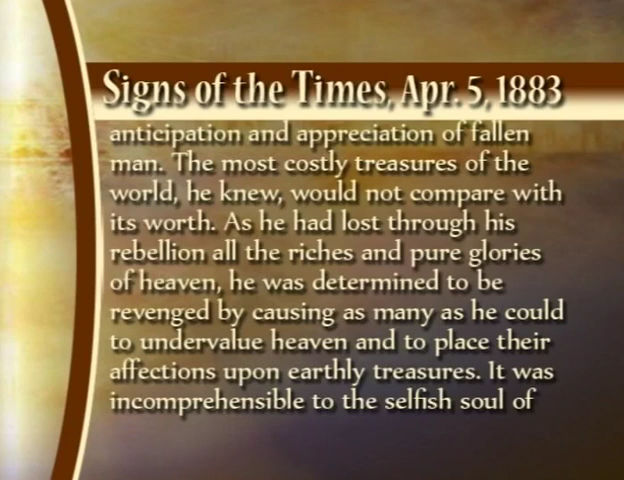 Signs of the Times, Apr. 5, 1883
anticipation and appreciation of fallen
man. The most costly treasures of the
world, he knew, would not compare with
its worth. As he had lost through his
rebellion all the riches and pure glories
of heaven, he was determined to be
revenged by causing as many as he could
to undervalue heaven and to place their
affections upon earthly treasures. It was
incomprehensible to the selfish soul of